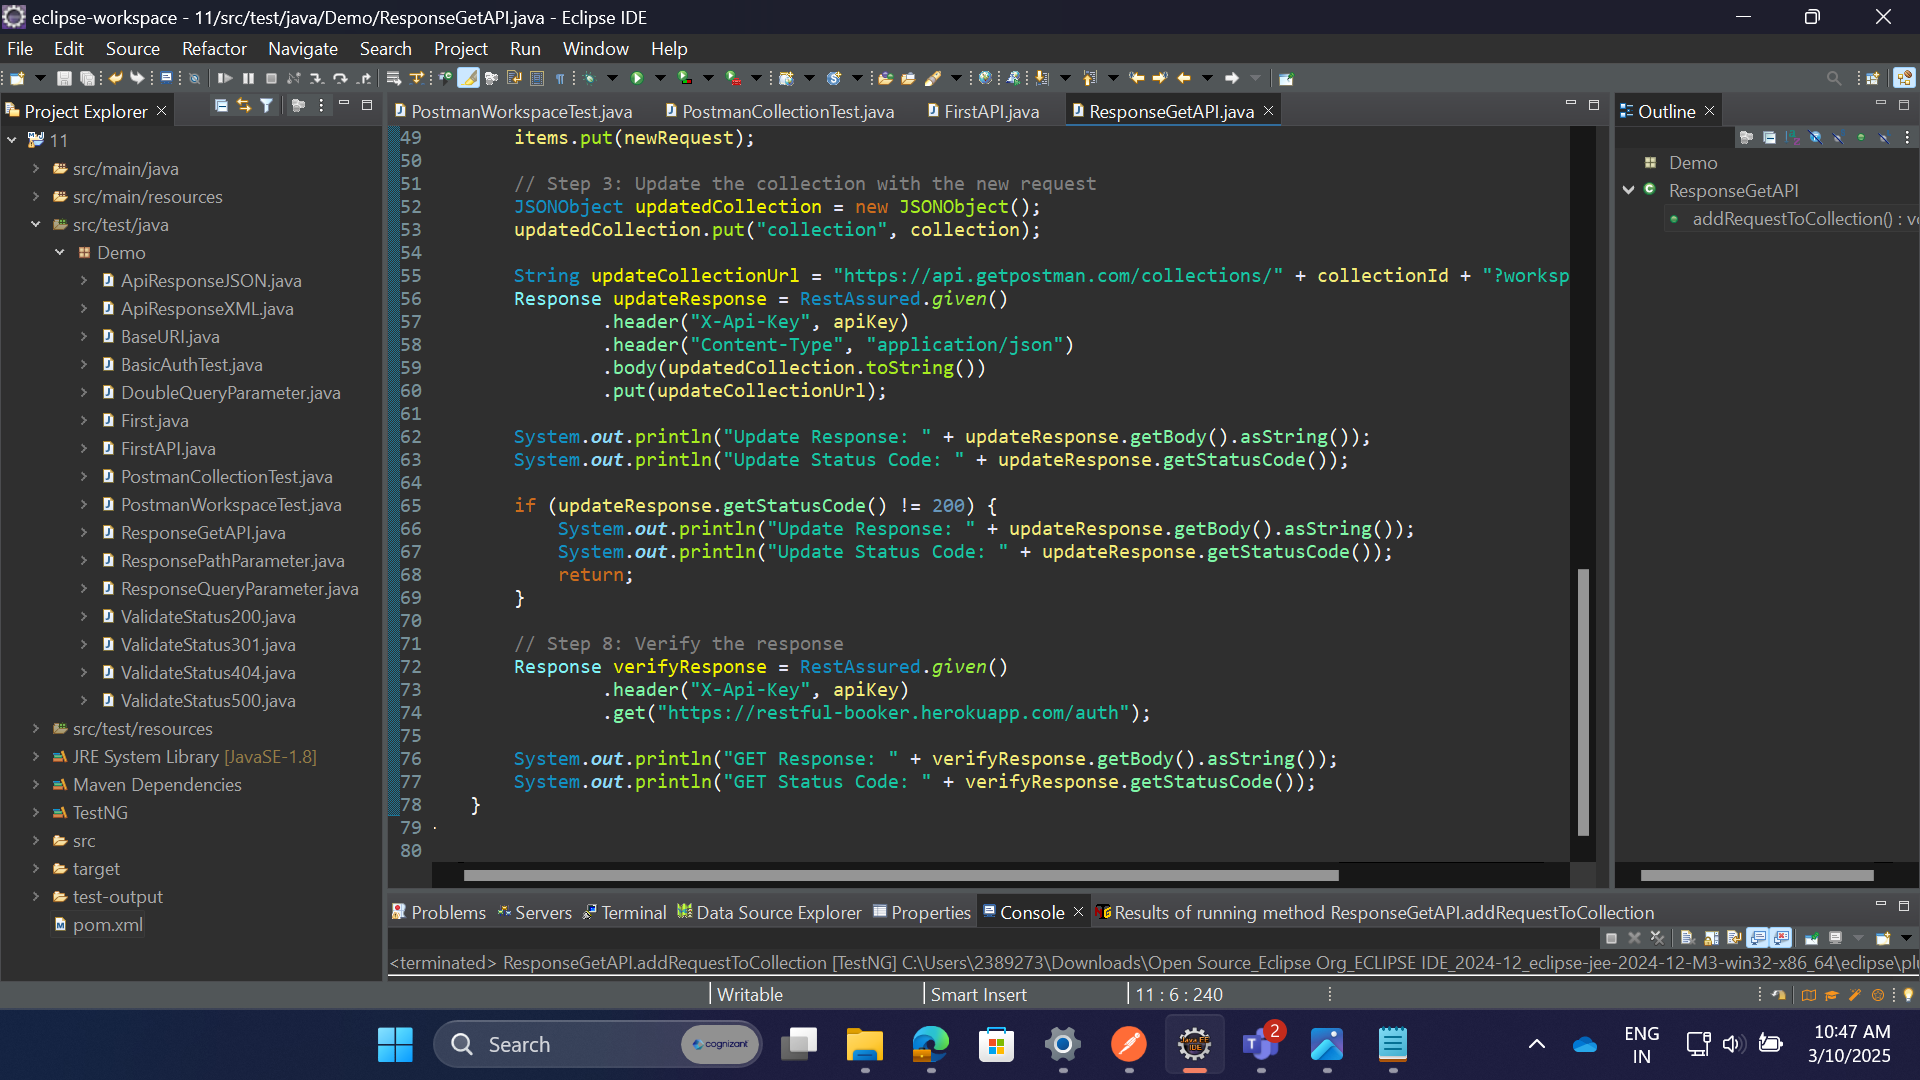 eclipse-workspace - 11/src/test/java/Demo/ResponseGetAPI.java - Eclipse IDE
File Edit Source Refactor Navigate Search Project Run Window Help
Project Explorer
11
src/main/java
src/main/resources
src/test/java
Demo
ApiResponseJSON.java
ApiResponseXML.java
BaseURI.java
BasicAuthTest.java
DoubleQueryParameter.java
First.java
FirstAPI.java
PostmanCollectionTest.java
PostmanWorkspaceTest.java
ResponseGetAPI.java
ResponsePathParameter.java
ResponseQueryParameter.java
ValidateStatus200.java
ValidateStatus301.java
ValidateStatus404.java
ValidateStatus500.java
src/test/resources
JRE System Library [JavaSE-1.8]
Maven Dependencies
TestNG
src
target
test-output
pom.xml
PostmanWorkspaceTest.java PostmanCollectionTest.java FirstAPI.java ResponseGetAPI.java
49 items.put(newRequest);
50
51 // Step 3: Update the collection with the new request
52 JSONObject updatedCollection = new JSONObject();
53 updatedCollection.put("collection", collection);
54
55 String updateCollectionUrl = "https://api.getpostman.com/collections/" + collectionId + "?worksp
56 Response updateResponse = RestAssured.given()
57 .header("X-Api-Key", apiKey)
58 .header("Content-Type", "application/json")
59 .body(updatedCollection.toString())
60 .put(updateCollectionUrl);
61
62 System.out.println("Update Response: " + updateResponse.getBody().asString());
63 System.out.println("Update Status Code: " + updateResponse.getStatusCode());
64
65 if (updateResponse.getStatusCode() != 200) {
66 System.out.println("Update Response: " + updateResponse.getBody().asString());
67 System.out.println("Update Status Code: " + updateResponse.getStatusCode());
68 return;
69 }
70
71 // Step 8: Verify the response
72 Response verifyResponse = RestAssured.given()
73 .header("X-Api-Key", apiKey)
74 .get("https://restful-booker.herokuapp.com/auth");
75
76 System.out.println("GET Response: " + verifyResponse.getBody().asString());
77 System.out.println("GET Status Code: " + verifyResponse.getStatusCode());
78 }
79
80
Outline
Demo
ResponseGetAPI
addRequestToCollection() : vo
Problems Servers Terminal Data Source Explorer Properties Console Results of running method ResponseGetAPI.addRequestToCollection
<terminated> ResponseGetAPI.addRequestToCollection [TestNG] C:\Users\2389273\Downloads\Open Source_Eclipse Org_ECLIPSE IDE_2024-12_eclipse-jee-2024-12-M3-win32-x86_64\eclipse\plu
Writable Smart Insert 11 : 6 : 240
Search cognizant
2
ENG
IN
10:47 AM
3/10/2025